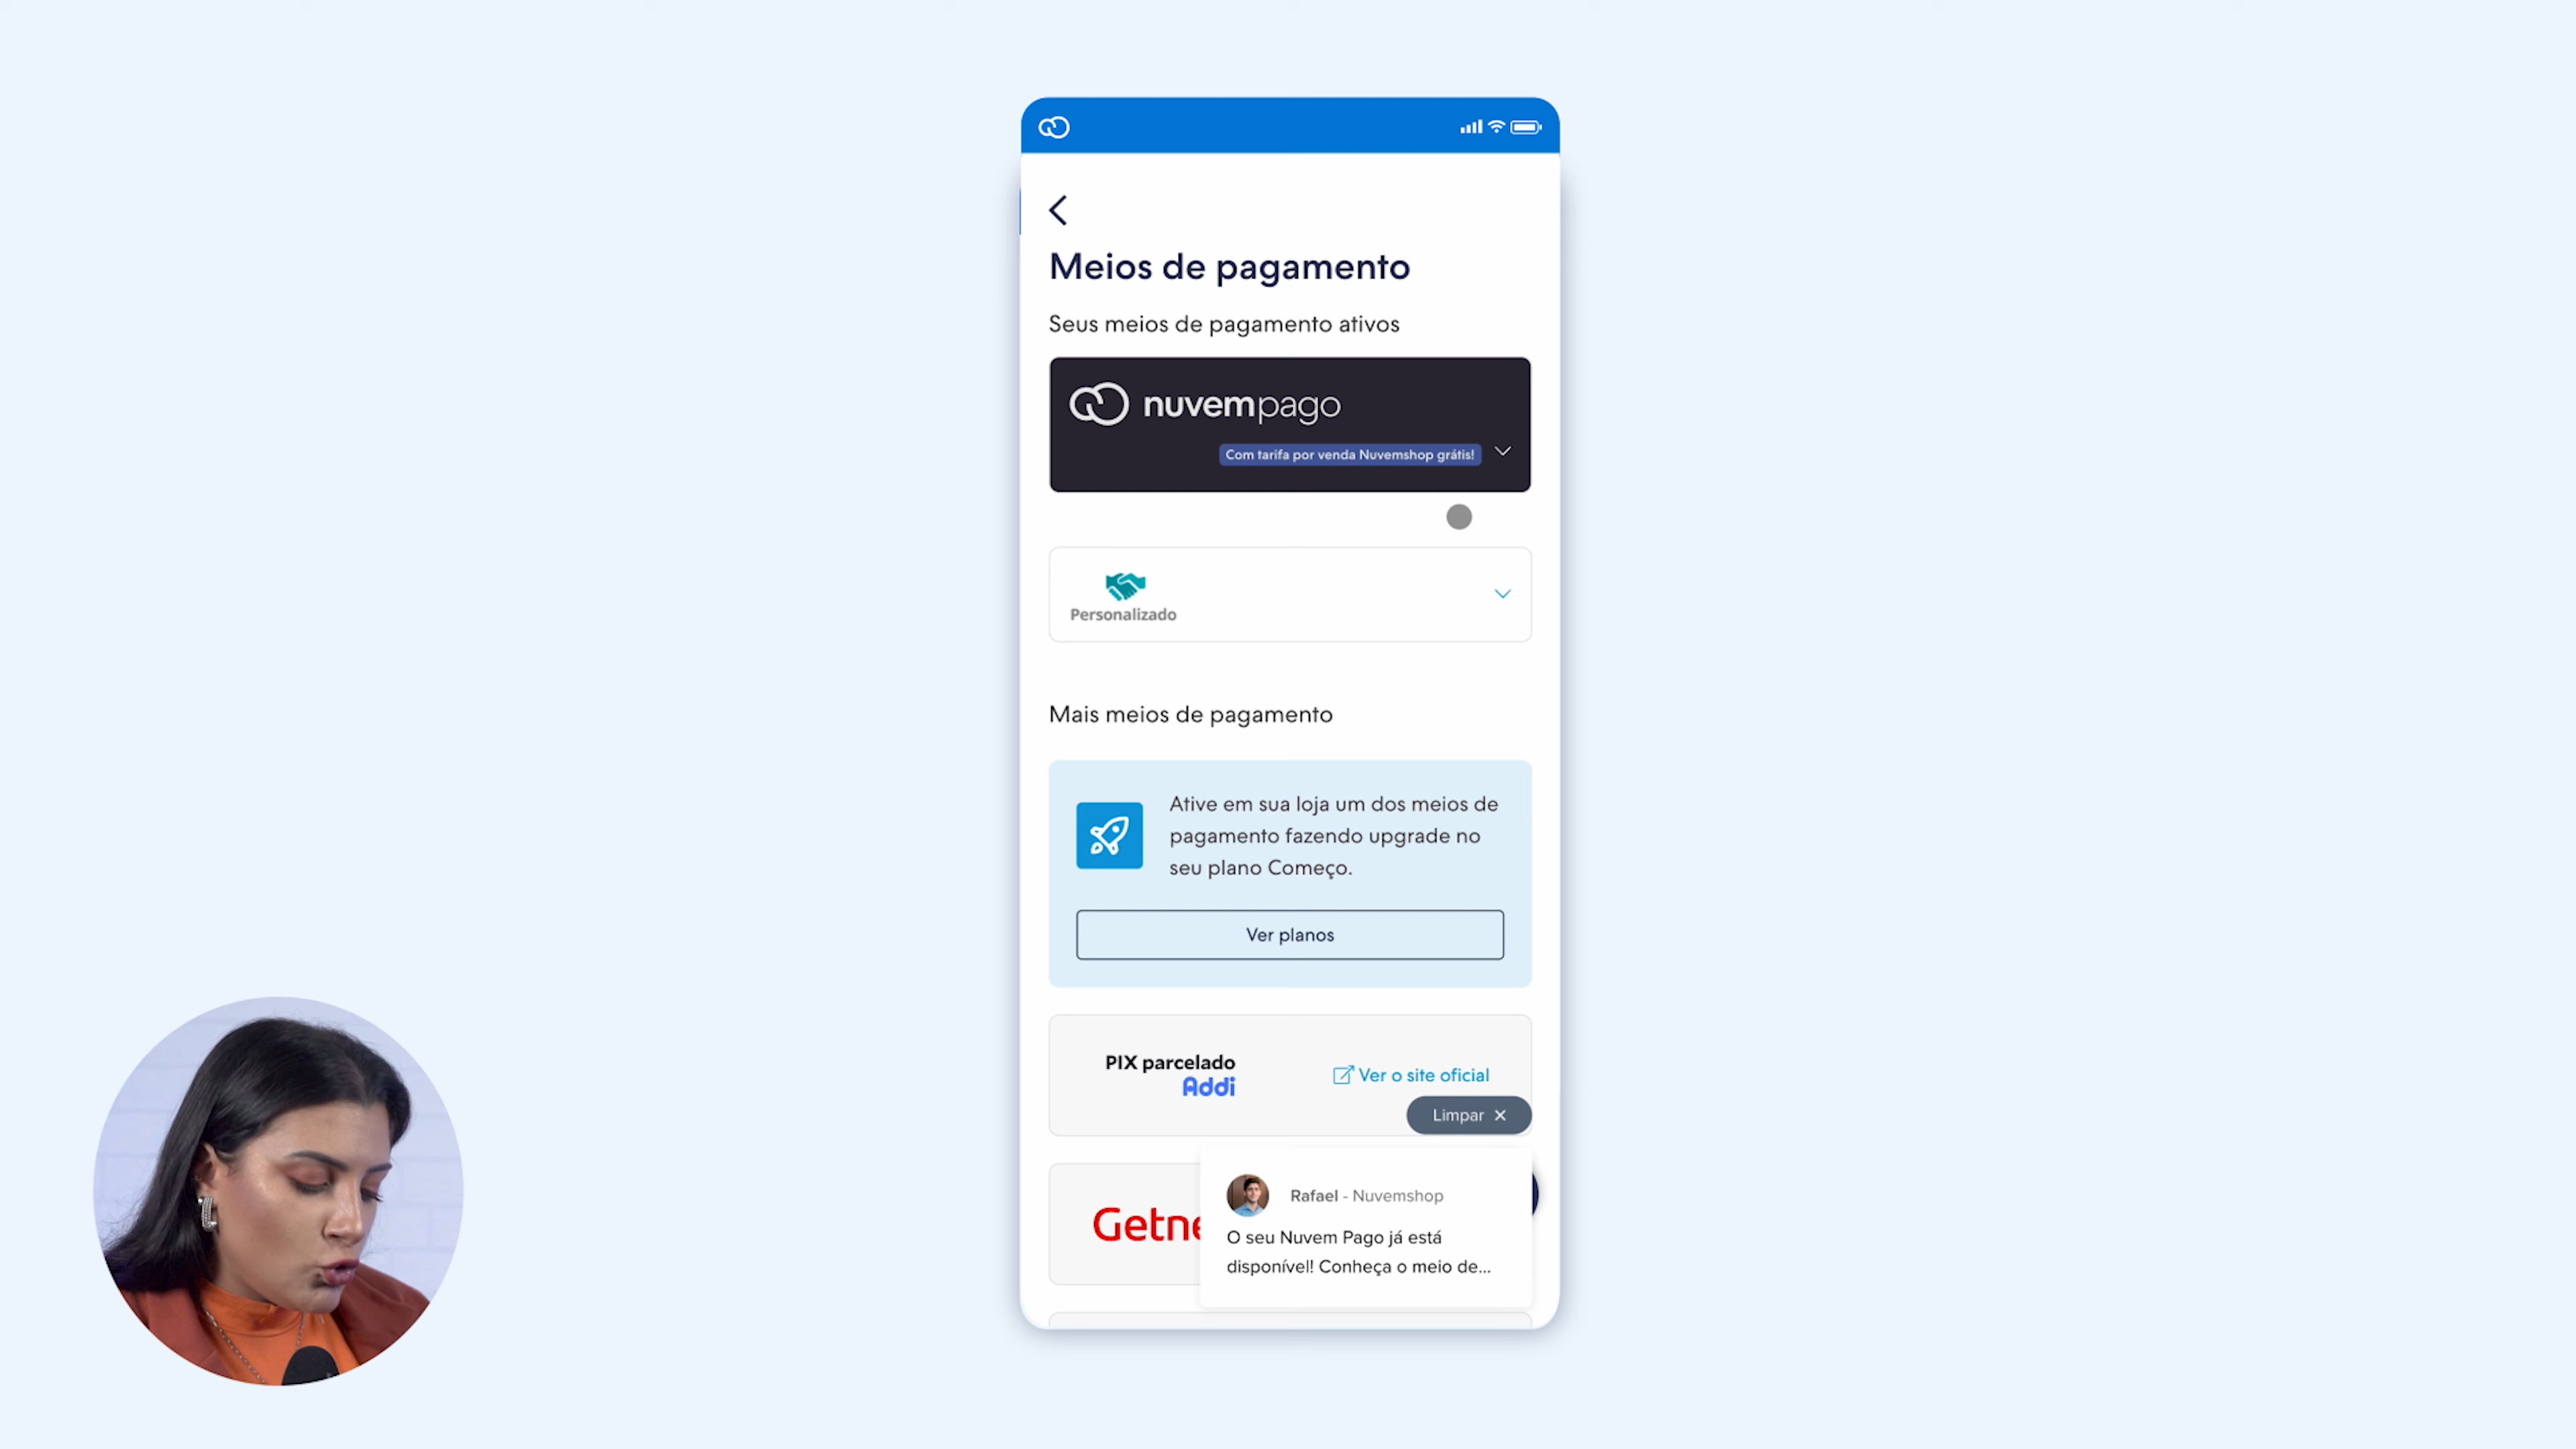 Meios de pagamento
Seus meios de pagamento ativos
nuvempago
Com tarifa por venda Nuvemshop grátis!
Personalizado
Mais meios de pagamento
Ative em sua loja um dos meios de
pagamento fazendo upgrade no
seu plano Começo.
Ver planos
PIX parcelado
Addi
Ver o site oficial
Limpar
Getne
Rafael - Nuvemshop
O seu Nuvem Pago já está
disponível! Conheça o meio de...